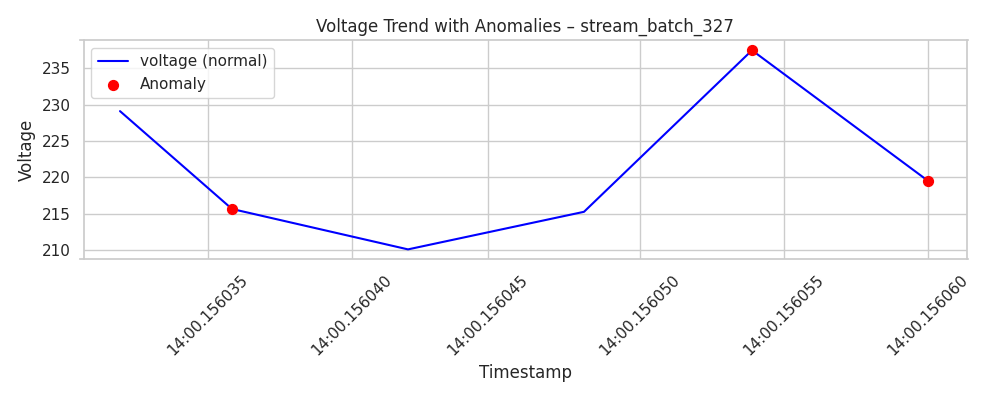 Voltage Trend with Anomalies – stream_batch_327
voltage (normal)
Anomaly
Voltage
235
230
225
220
215
210
14:00.156035
14:00.156040
14:00.156045
14:00.156050
14:00.156055
14:00.156060
Timestamp